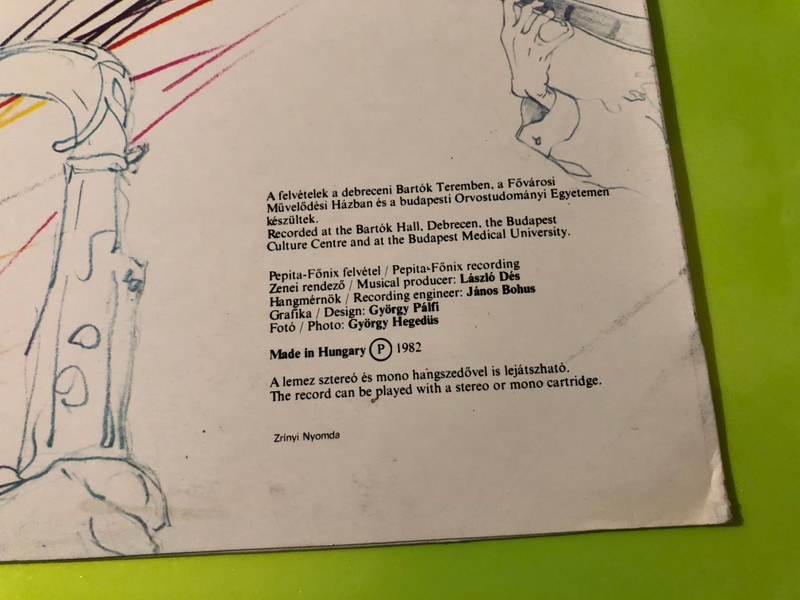 A felvételek a debreceni Bartók Teremben, a Fővárosi
Művelődési Házban és a budapesti Orvostudományi Egyetemen
készültek.
Recorded at the Bartók Hall, Debrecen, the Budapest
Culture Centre and at the Budapest Medical University.
Pepita-Főnix felvétel / Pepita-Főnix recording
Zenei rendező / Musical producer: László Dés
Hangmérnök / Recording engineer: János Bohus
Grafika / Design: György Pálfi
Fotó / Photo: György Hegedüs
Made in Hungary Ⓟ 1982
A lemez sztereó és mono hangszedővel is lejátszható.
The record can be played with a stereo or mono cartridge.
Zrínyi Nyomda